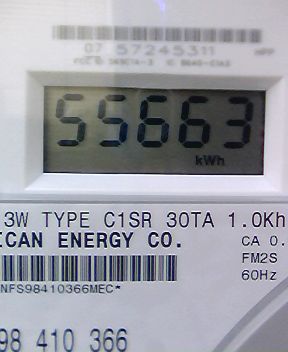 07 57245311
55663
kWh
3W TYPE C1SR 30TA 1.0Kh
ICAN ENERGY CO.
CA 0.
FM2S
60Hz
NFS98410366MEC*
98 410 366